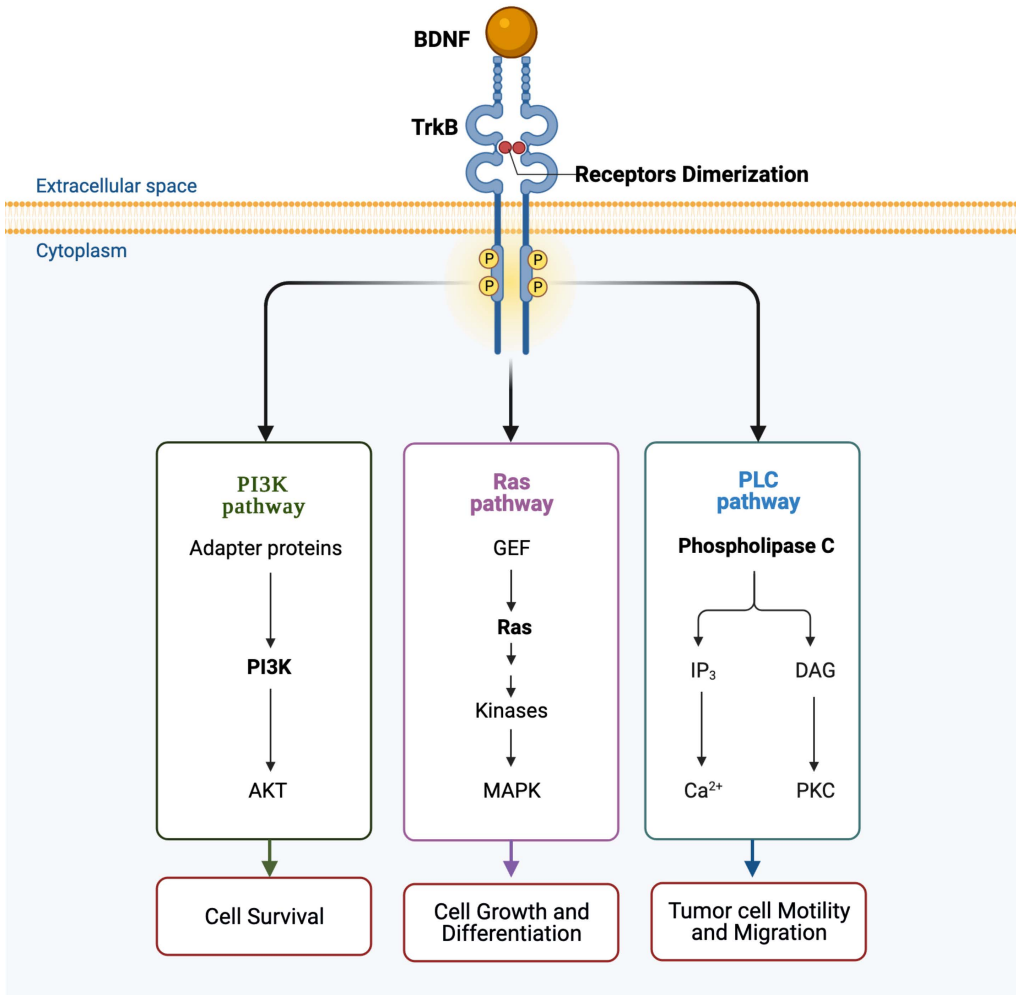 BDNF
TrkB
Receptors Dimerization
Extracellular space
Cytoplasm
P
P
P
P
PI3K
pathway
Adapter proteins
PI3K
AKT
Cell Survival
Ras
pathway
GEF
Ras
Kinases
MAPK
Cell Growth and
Differentiation
PLC
pathway
Phospholipase C
IP₃
DAG
Ca²⁺
PKC
Tumor cell Motility
and Migration